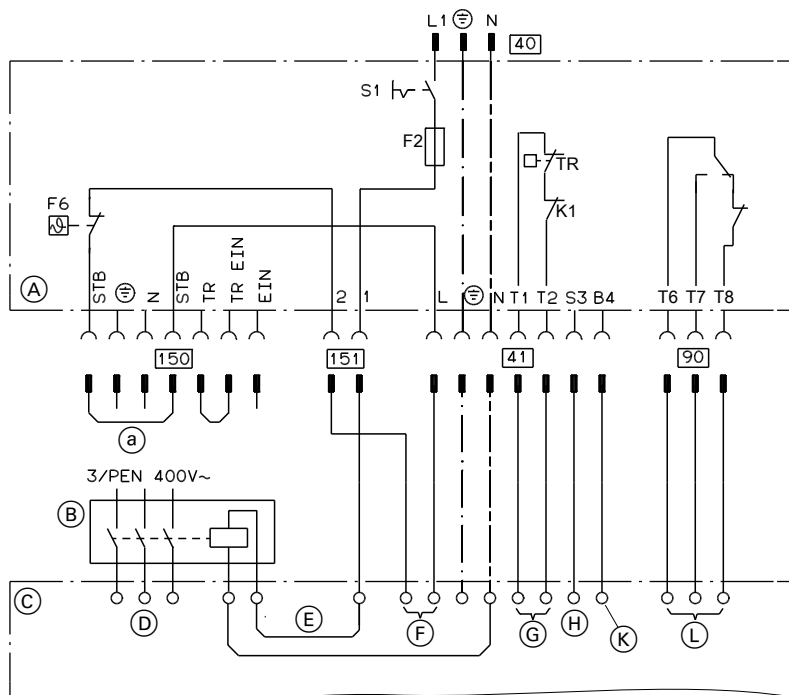 L1 ⏚ N 40
S1
F2
TR
F6
K1
A
STB ⏚ N STB TR TR EIN EIN 2 1 L ⏚ N T1 T2 S3 B4 T6 T7 T8
150 151 41 90
a
3/PEN 400V~
B
C
D E F G H K L